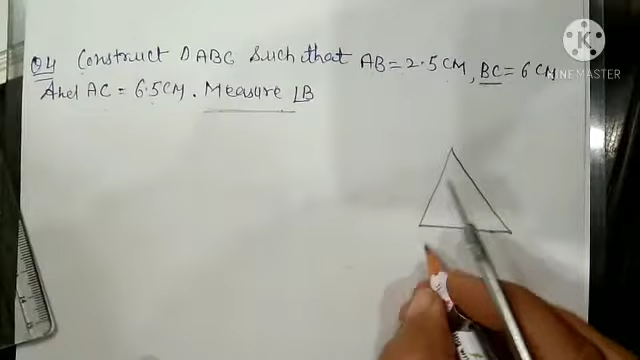 Q4 Construct ΔABC Such that AB = 2.5 CM, BC = 6 CM
And AC = 6.5 CM. Measure ∠B
KINEMASTER